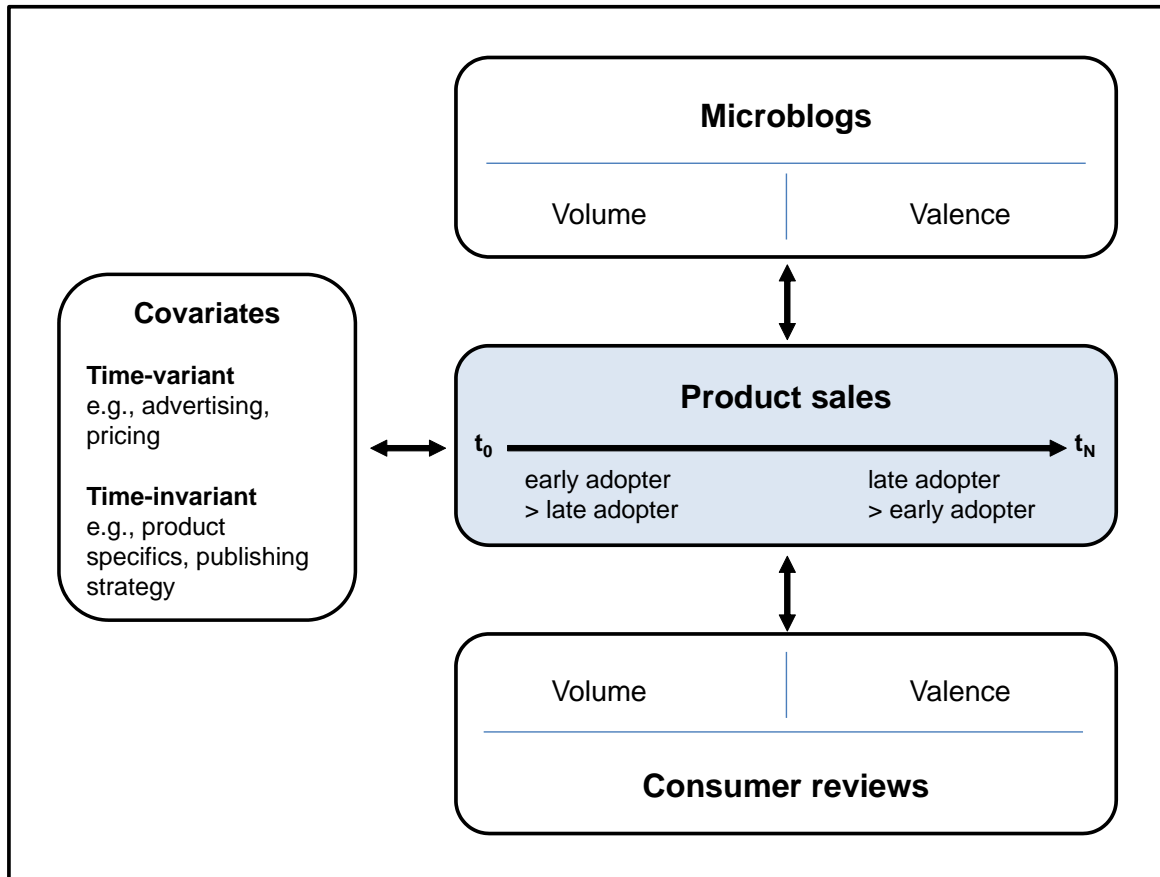 Microblogs
Volume Valence
Covariates
Time-variant
e.g., advertising,
pricing
Time-invariant
e.g., product
specifics, publishing
strategy
Product sales
t₀ t_N
early adopter late adopter
> late adopter > early adopter
Volume Valence
Consumer reviews